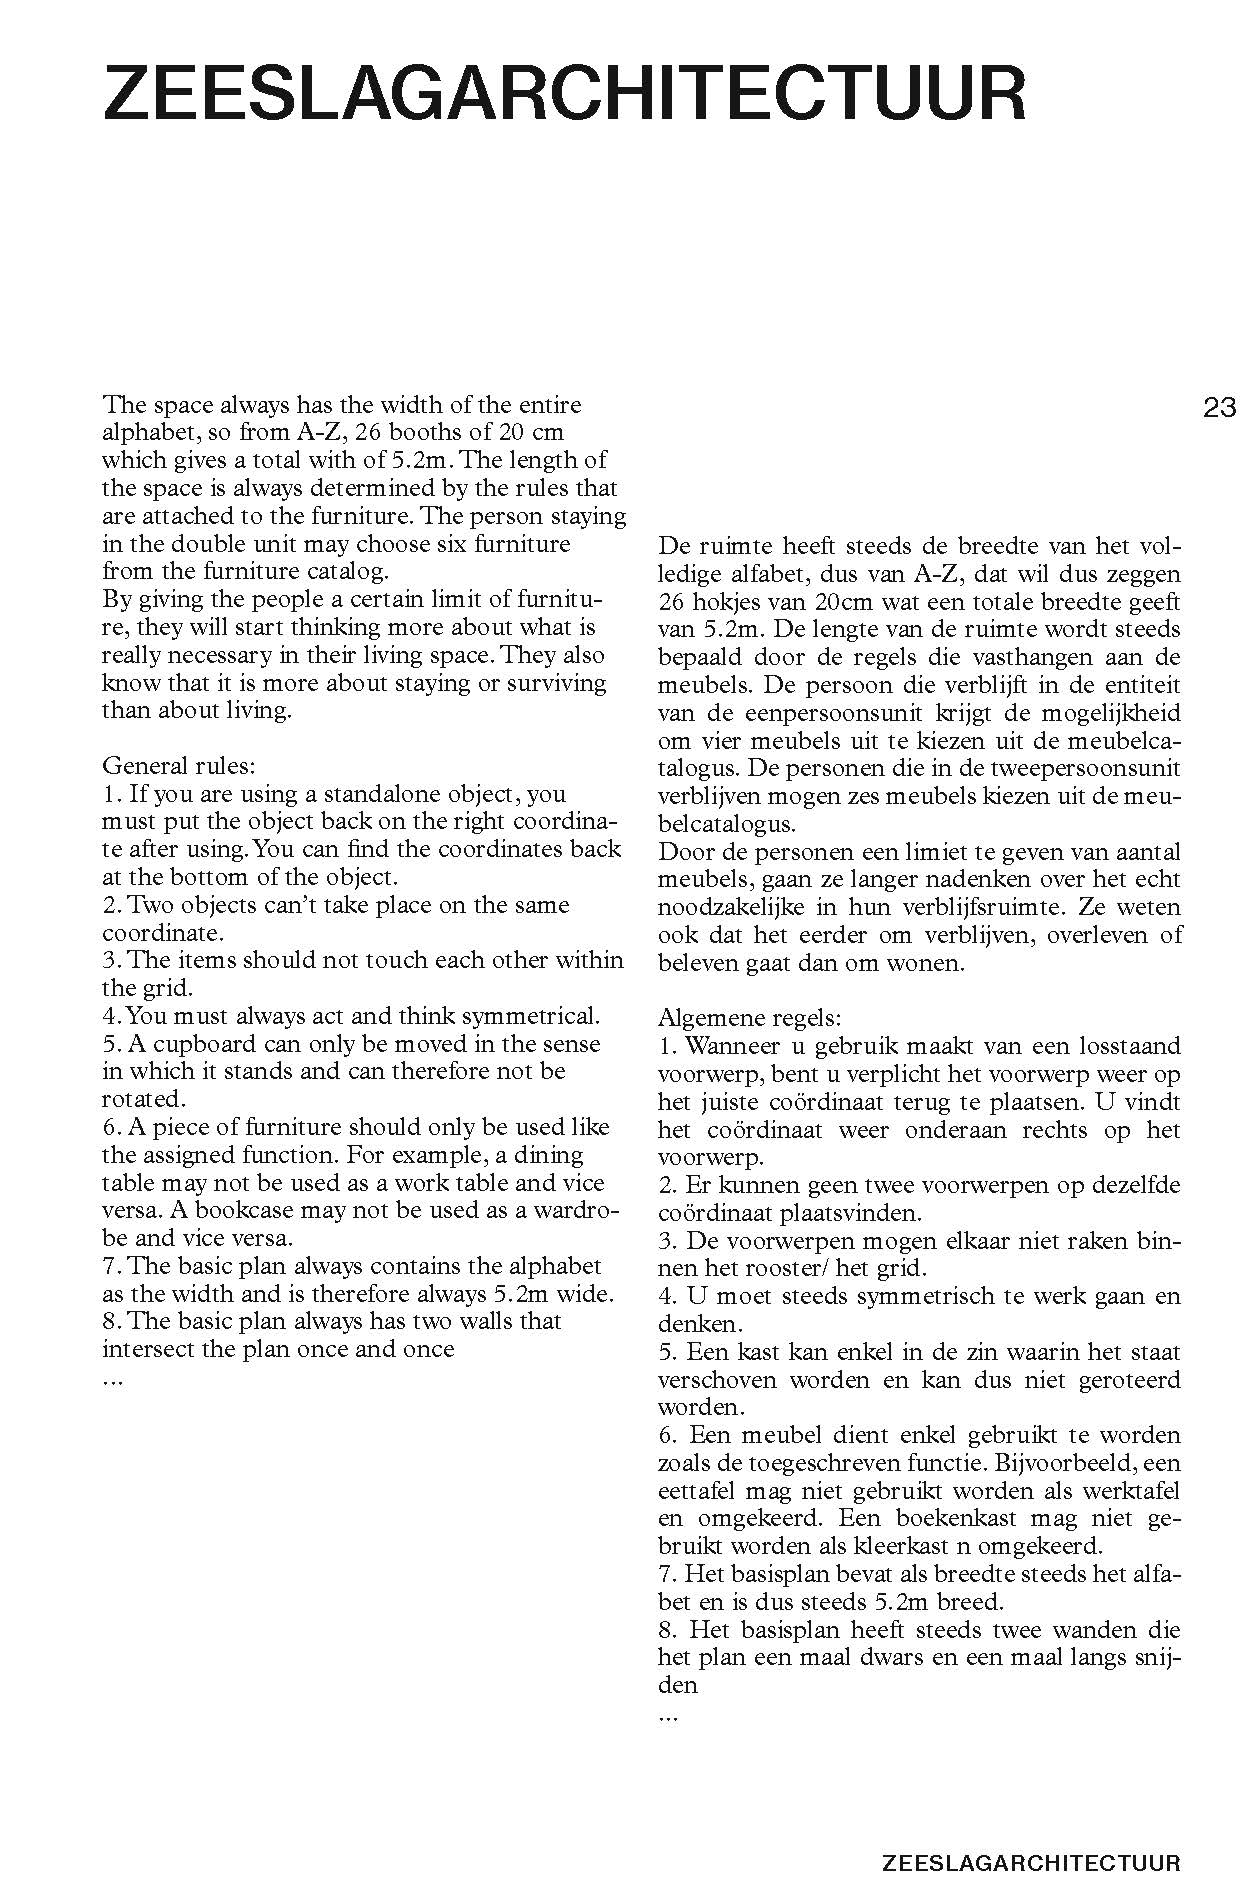 ZEESLAGARCHITECTUUR
The space always has the width of the entire
alphabet, so from A-Z, 26 booths of 20 cm
which gives a total with of 5.2m. The length of
the space is always determined by the rules that
are attached to the furniture. The person staying
in the double unit may choose six furniture
from the furniture catalog.
By giving the people a certain limit of furnitu-
re, they will start thinking more about what is
really necessary in their living space. They also
know that it is more about staying or surviving
than about living.
General rules:
1. If you are using a standalone object, you
must put the object back on the right coordina-
te after using. You can find the coordinates back
at the bottom of the object.
2. Two objects can't take place on the same
coordinate.
3. The items should not touch each other within
the grid.
4. You must always act and think symmetrical.
5. A cupboard can only be moved in the sense
in which it stands and can therefore not be
rotated.
6. A piece of furniture should only be used like
the assigned function. For example, a dining
table may not be used as a work table and vice
versa. A bookcase may not be used as a wardro-
be and vice versa.
7. The basic plan always contains the alphabet
as the width and is therefore always 5.2m wide.
8. The basic plan always has two walls that
intersect the plan once and once
...
23
De ruimte heeft steeds de breedte van het vol-
ledige alfabet, dus van A-Z, dat wil dus zeggen
26 hokjes van 20cm wat een totale breedte geeft
van 5.2m. De lengte van de ruimte wordt steeds
bepaald door de regels die vasthangen aan de
meubels. De persoon die verblijft in de entiteit
van de eenpersoonsunit krijgt de mogelijkheid
om vier meubels uit te kiezen uit de meubelca-
talogus. De personen die in de tweepersoonsunit
verblijven mogen zes meubels kiezen uit de meu-
belcatalogus.
Door de personen een limiet te geven van aantal
meubels, gaan ze langer nadenken over het echt
noodzakelijke in hun verblijfsruimte. Ze weten
ook dat het eerder om verblijven, overleven of
beleven gaat dan om wonen.
Algemene regels:
1. Wanneer u gebruik maakt van een losstaand
voorwerp, bent u verplicht het voorwerp weer op
het juiste coördinaat terug te plaatsen. U vindt
het coördinaat weer onderaan rechts op het
voorwerp.
2. Er kunnen geen twee voorwerpen op dezelfde
coördinaat plaatsvinden.
3. De voorwerpen mogen elkaar niet raken bin-
nen het rooster/ het grid.
4. U moet steeds symmetrisch te werk gaan en
denken.
5. Een kast kan enkel in de zin waarin het staat
verschoven worden en kan dus niet geroteerd
worden.
6. Een meubel dient enkel gebruikt te worden
zoals de toegeschreven functie. Bijvoorbeeld, een
eettafel mag niet gebruikt worden als werktafel
en omgekeerd. Een boekenkast mag niet ge-
bruikt worden als kleerkast n omgekeerd.
7. Het basisplan bevat als breedte steeds het alfa-
bet en is dus steeds 5.2m breed.
8. Het basisplan heeft steeds twee wanden die
het plan een maal dwars en een maal langs snij-
den
...
ZEESLAGARCHITECTUUR